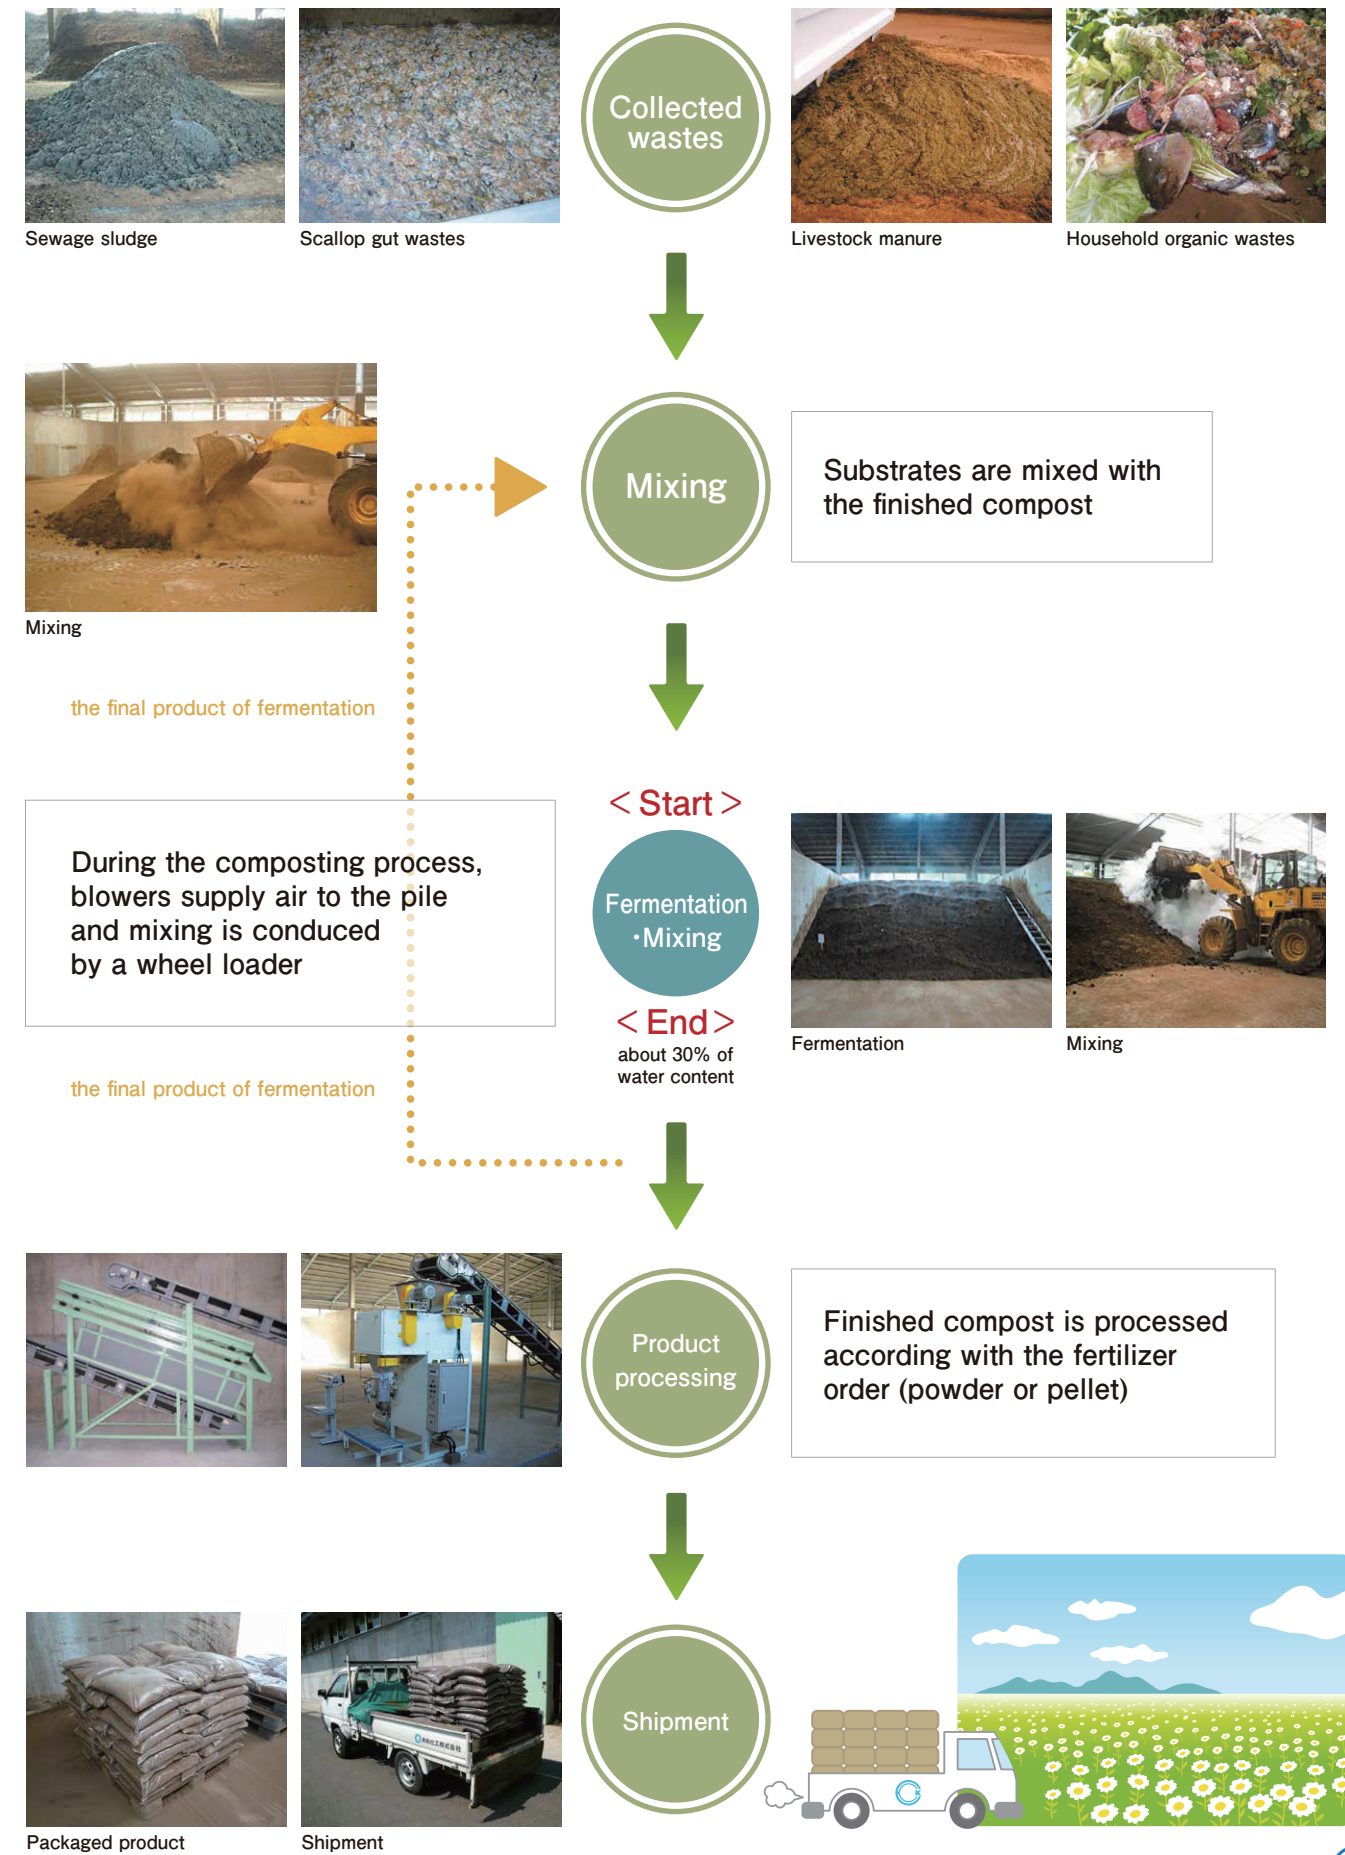 Collected
wastes
Sewage sludge
Scallop gut wastes
Livestock manure
Household organic wastes
Mixing
Substrates are mixed with
the finished compost
Mixing
the final product of fermentation
< Start >
During the composting process,
blowers supply air to the pile
and mixing is conduced
by a wheel loader
Fermentation
・Mixing
< End >
about 30% of
water content
Fermentation
Mixing
the final product of fermentation
Product
processing
Finished compost is processed
according with the fertilizer
order (powder or pellet)
Shipment
Packaged product
Shipment